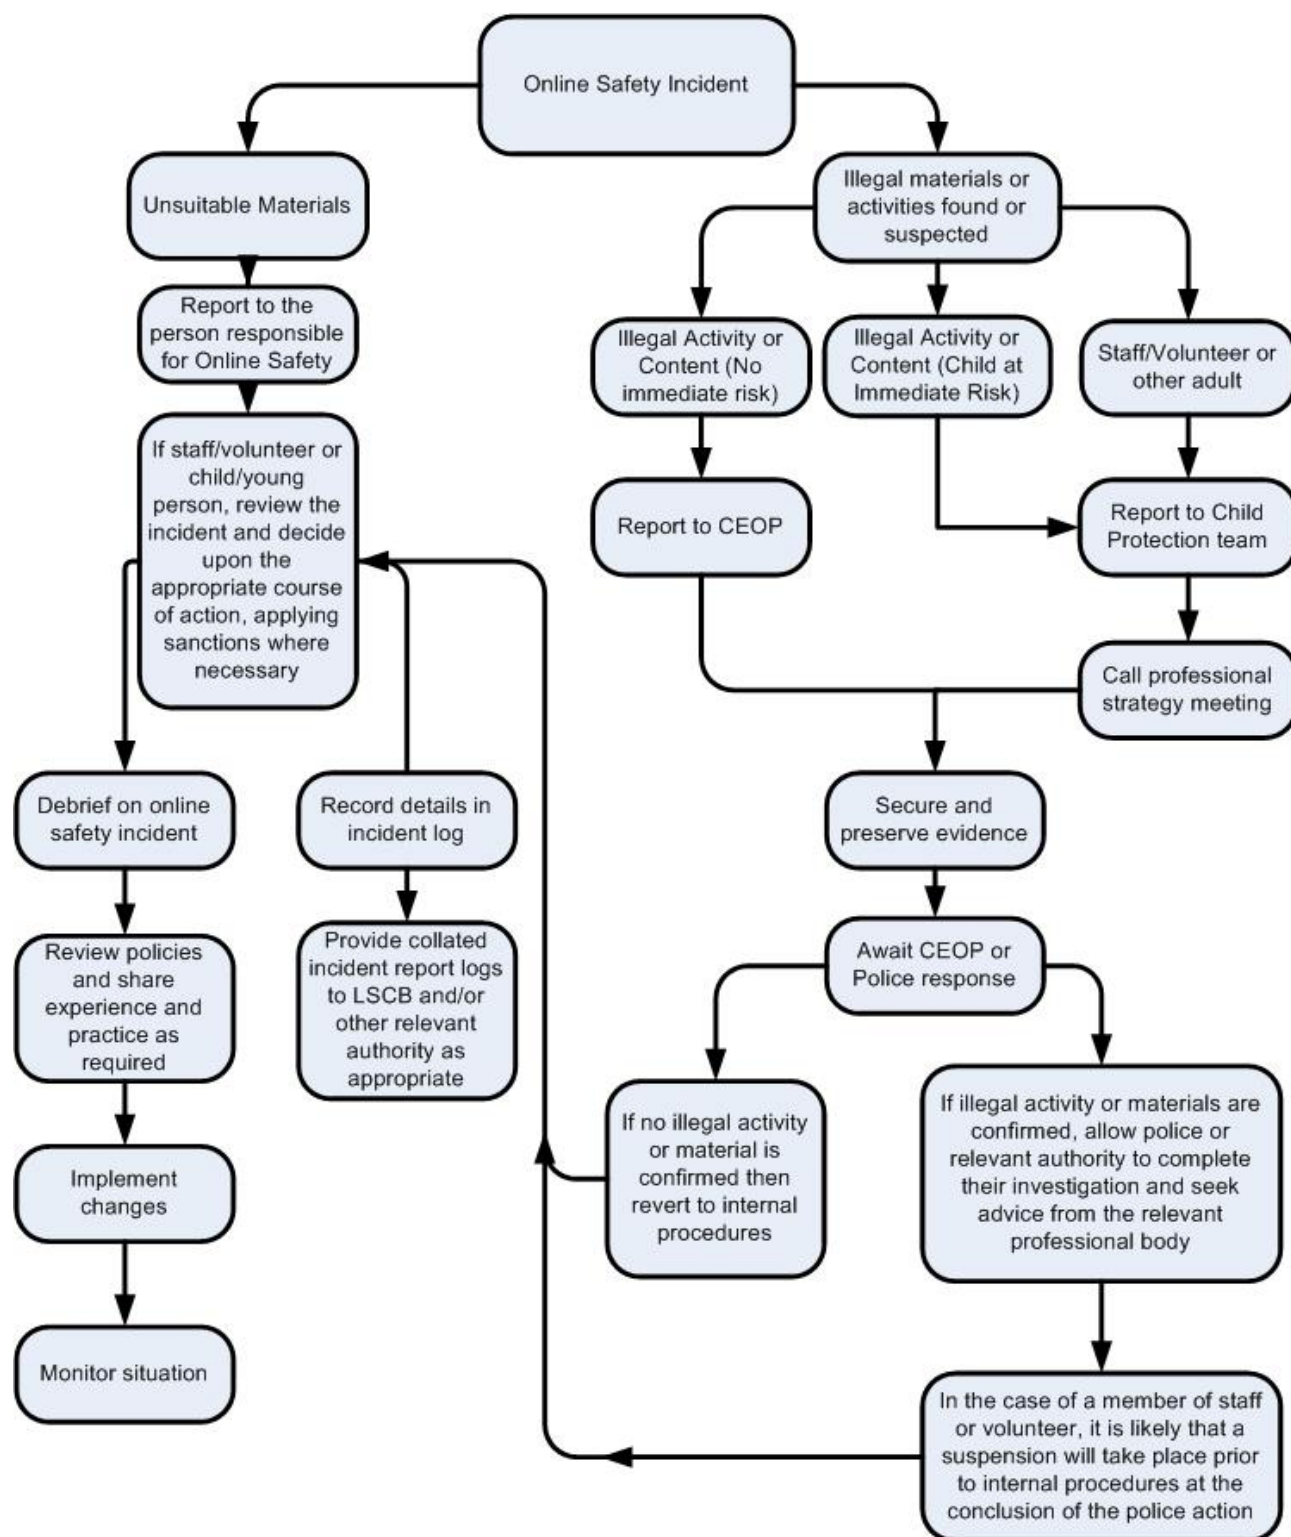 Online Safety Incident
Unsuitable Materials
Illegal materials or
activities found or
suspected
Report to the
person responsible
for Online Safety
Illegal Activity or
Content (No
immediate risk)
Illegal Activity or
Content (Child at
Immediate Risk)
Staff/Volunteer or
other adult
If staff/volunteer or
child/young
person, review the
incident and decide
upon the
appropriate course
of action, applying
sanctions where
necessary
Report to CEOP
Report to Child
Protection team
Call professional
strategy meeting
Debrief on online
safety incident
Record details in
incident log
Secure and
preserve evidence
Review policies
and share
experience and
practice as
required
Provide collated
incident report logs
to LSCB and/or
other relevant
authority as
appropriate
Await CEOP or
Police response
If no illegal activity
or material is
confirmed then
revert to internal
procedures
If illegal activity or materials are
confirmed, allow police or
relevant authority to complete
their investigation and seek
advice from the relevant
professional body
Implement
changes
Monitor situation
In the case of a member of staff
or volunteer, it is likely that a
suspension will take place prior
to internal procedures at the
conclusion of the police action